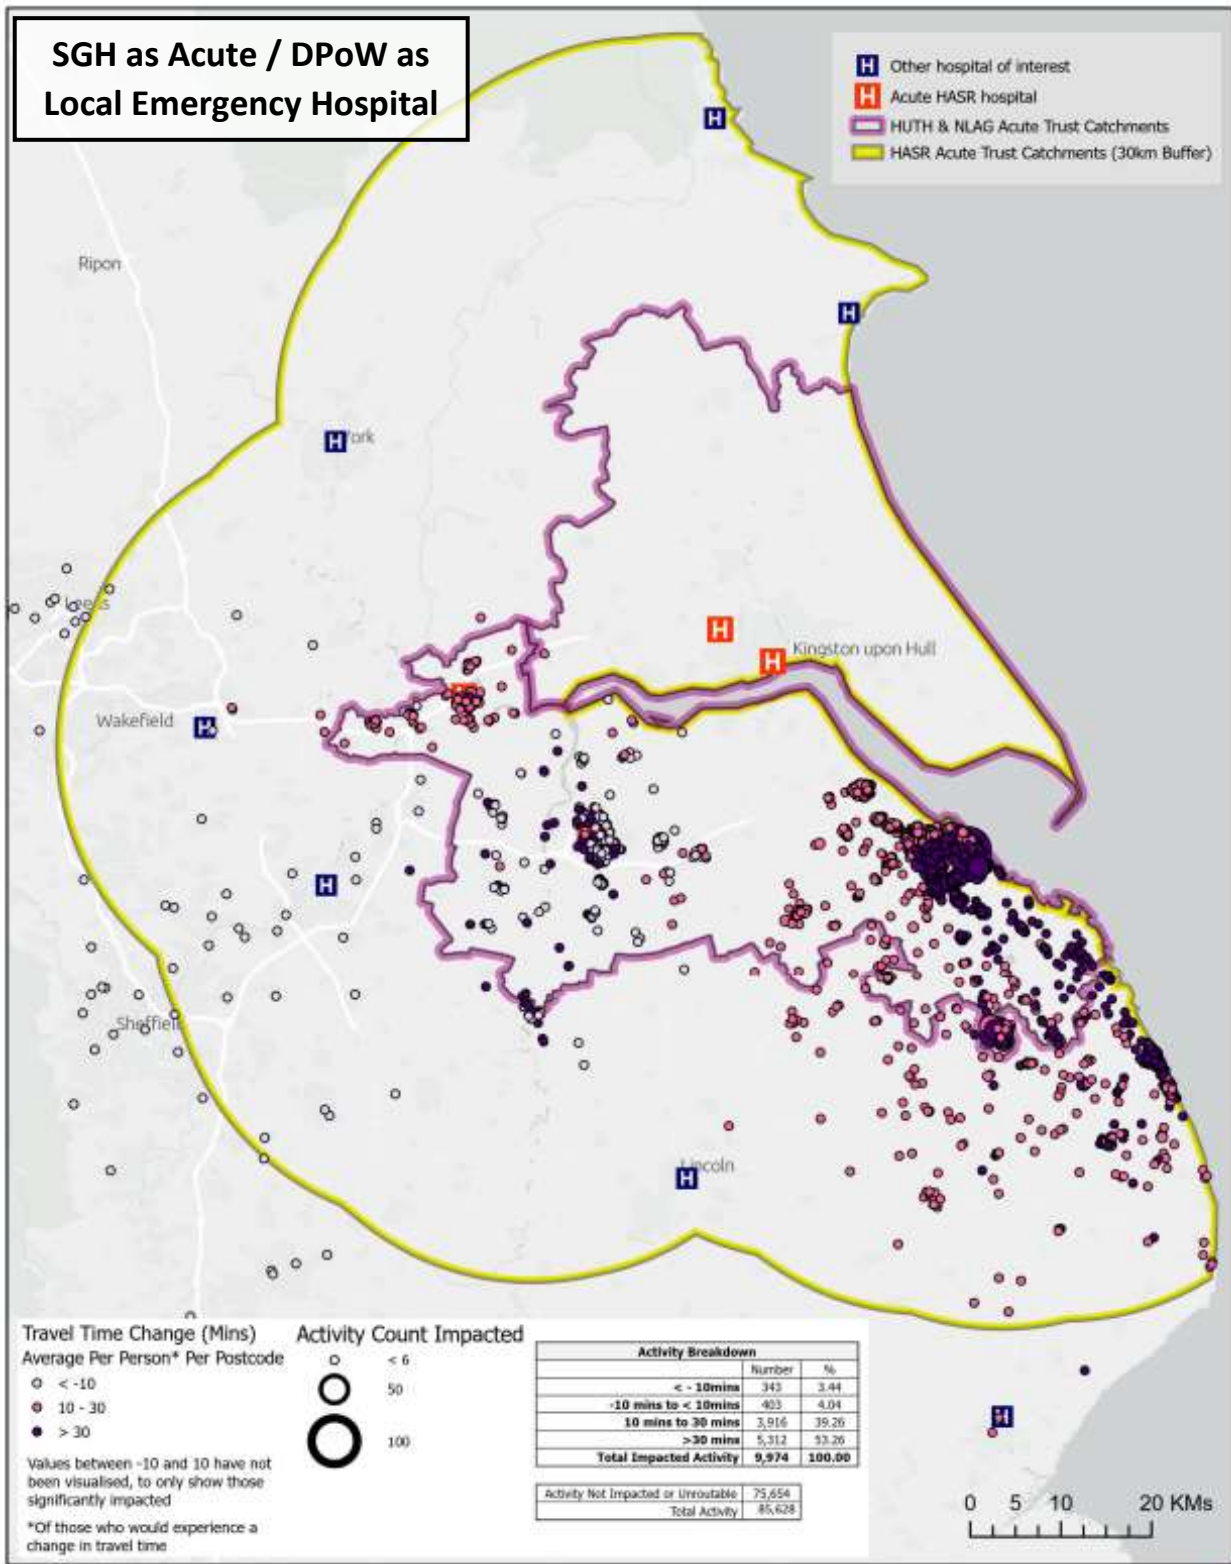 SGH as Acute / DPoW as
Local Emergency Hospital
H Other hospital of interest
H Acute HASR hospital
HUTH & NLAG Acute Trust Catchments
HASR Acute Trust Catchments (30km Buffer)
H
Ripon
H
H ork
Leeds
H
H Kingston upon Hull
Wakefield
H
H
Sheffield
Lincoln
H
Travel Time Change (Mins)
Average Per Person* Per Postcode
< -10
10 - 30
> 30
Values between -10 and 10 have not
been visualised, to only show those
significantly impacted
*Of those who would experience a
change in travel time
Activity Count Impacted
< 6
50
100
Activity Breakdown
Number %
< - 10mins 343 3.44
-10 mins to < 10mins 403 4.04
10 mins to 30 mins 3,916 39.26
>30 mins 5,312 53.26
Total Impacted Activity 9,974 100.00
Activity Not Impacted or Unroutable 75,654
Total Activity 85,628
H
0 5 10 20 KMs